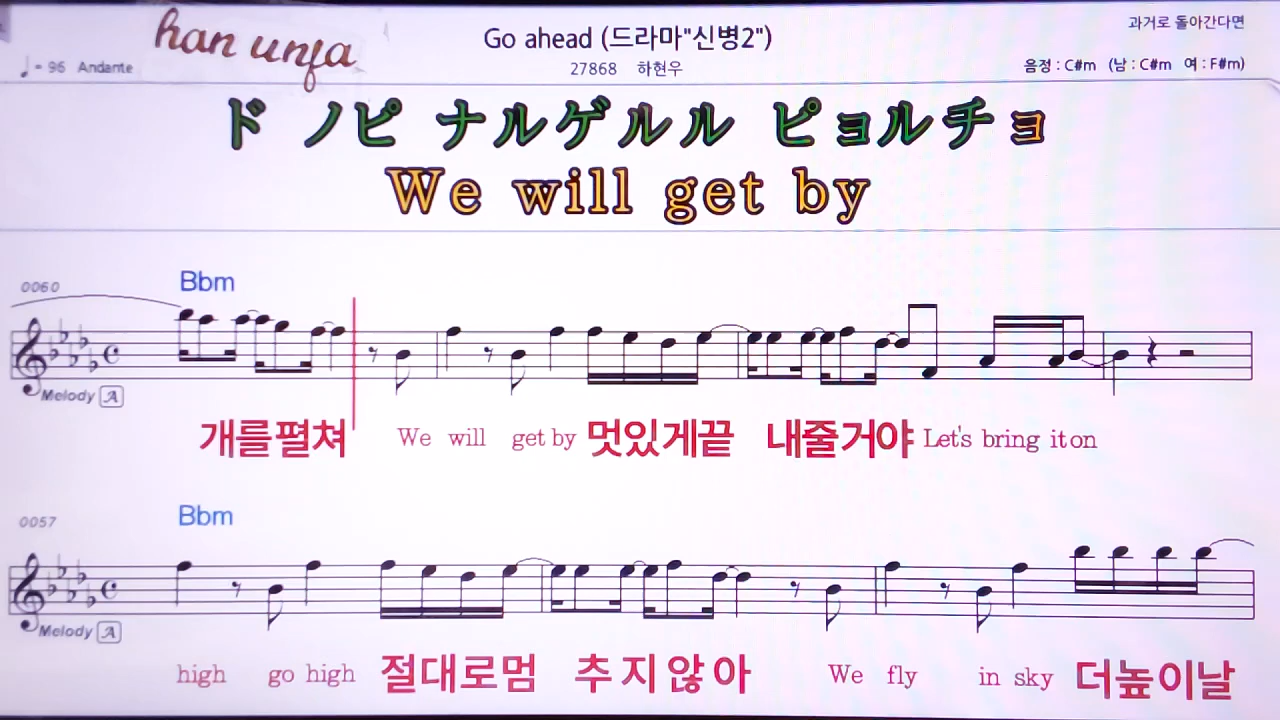 han unfa
Go ahead (드라마"신병2")
과거로 돌아간다면
♩= 96 Andante
27868 하현우
음정 : C#m (남 : C#m 여 : F#m)
ド ノピ ナルゲルル ピョルチョ
We will get by
0060 Bbm
Melody A
개를펼쳐 We will get by 멋있게끝 내줄거야 Let's bring it on
0057 Bbm
Melody A
high go high 절대로멈 추지않아 We fly in sky 더높이날